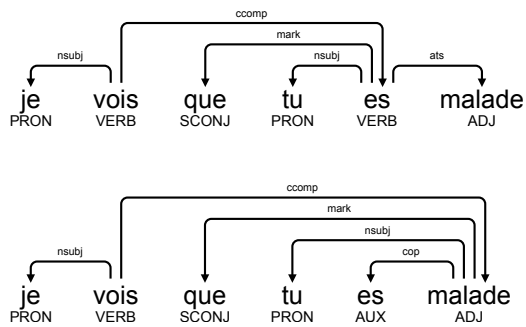 ccomp
mark
nsubj nsubj ats
je vois que tu es malade
PRON VERB SCONJ PRON VERB ADJ
ccomp
mark
nsubj
nsubj cop
je vois que tu es malade
PRON VERB SCONJ PRON AUX ADJ